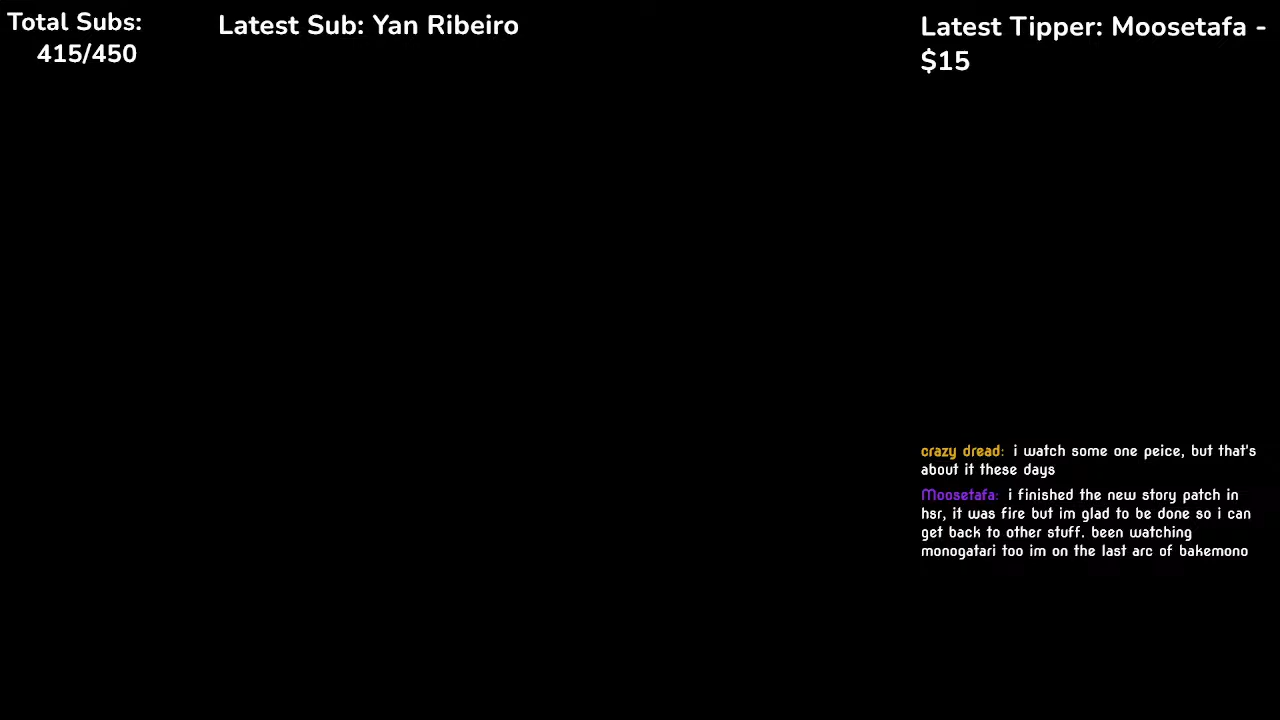 Total Subs:
415/450
Latest Sub: Yan Ribeiro
Latest Tipper: Moosetafa -
$15
crazy dread: i watch some one peice, but that's
about it these days
Moosetafa: i finished the new story patch in
hsr, it was fire but im glad to be done so i can
get back to other stuff. been watching
monogatari too im on the last arc of bakemono